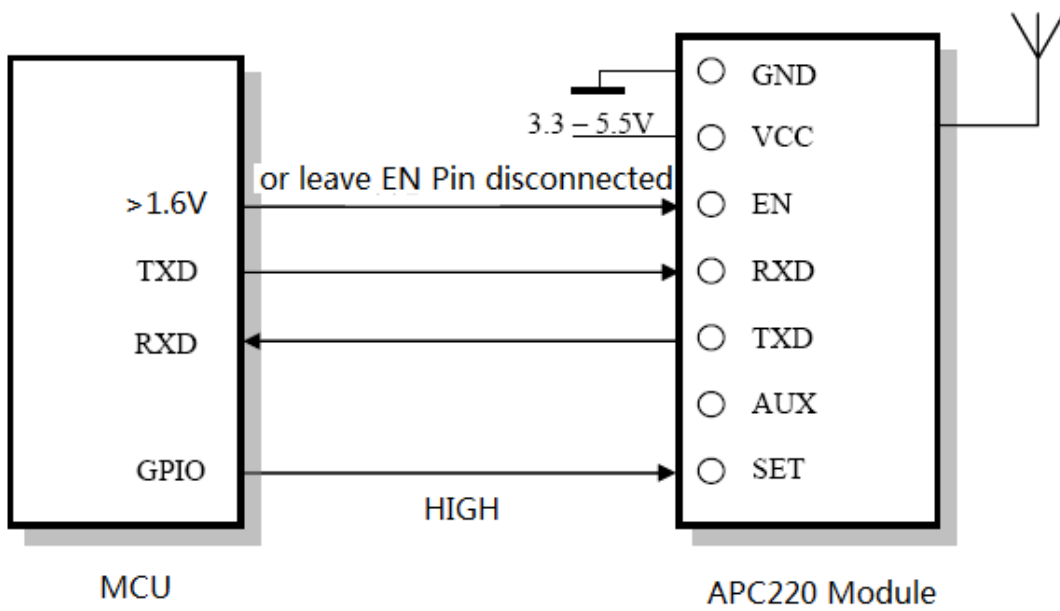 GND
3.3 – 5.5V
VCC
or leave EN Pin disconnected
>1.6V
EN
TXD
RXD
RXD
TXD
AUX
GPIO
SET
HIGH
MCU
APC220 Module